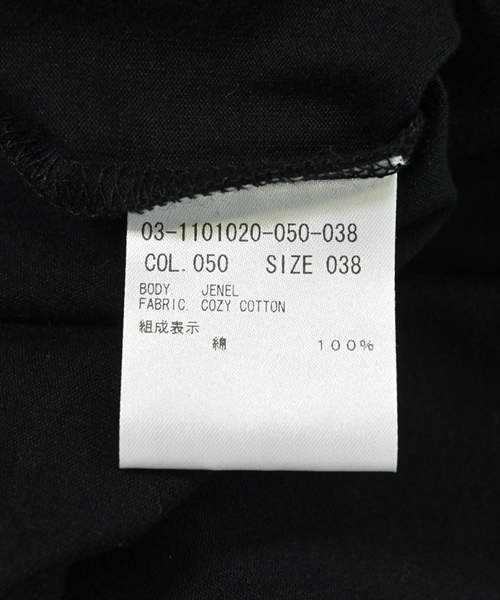 03-1101020-050-038
COL. 050 SIZE 038
BODY. JENEL
FABRIC. COZY COTTON
組成表示
綿 100%